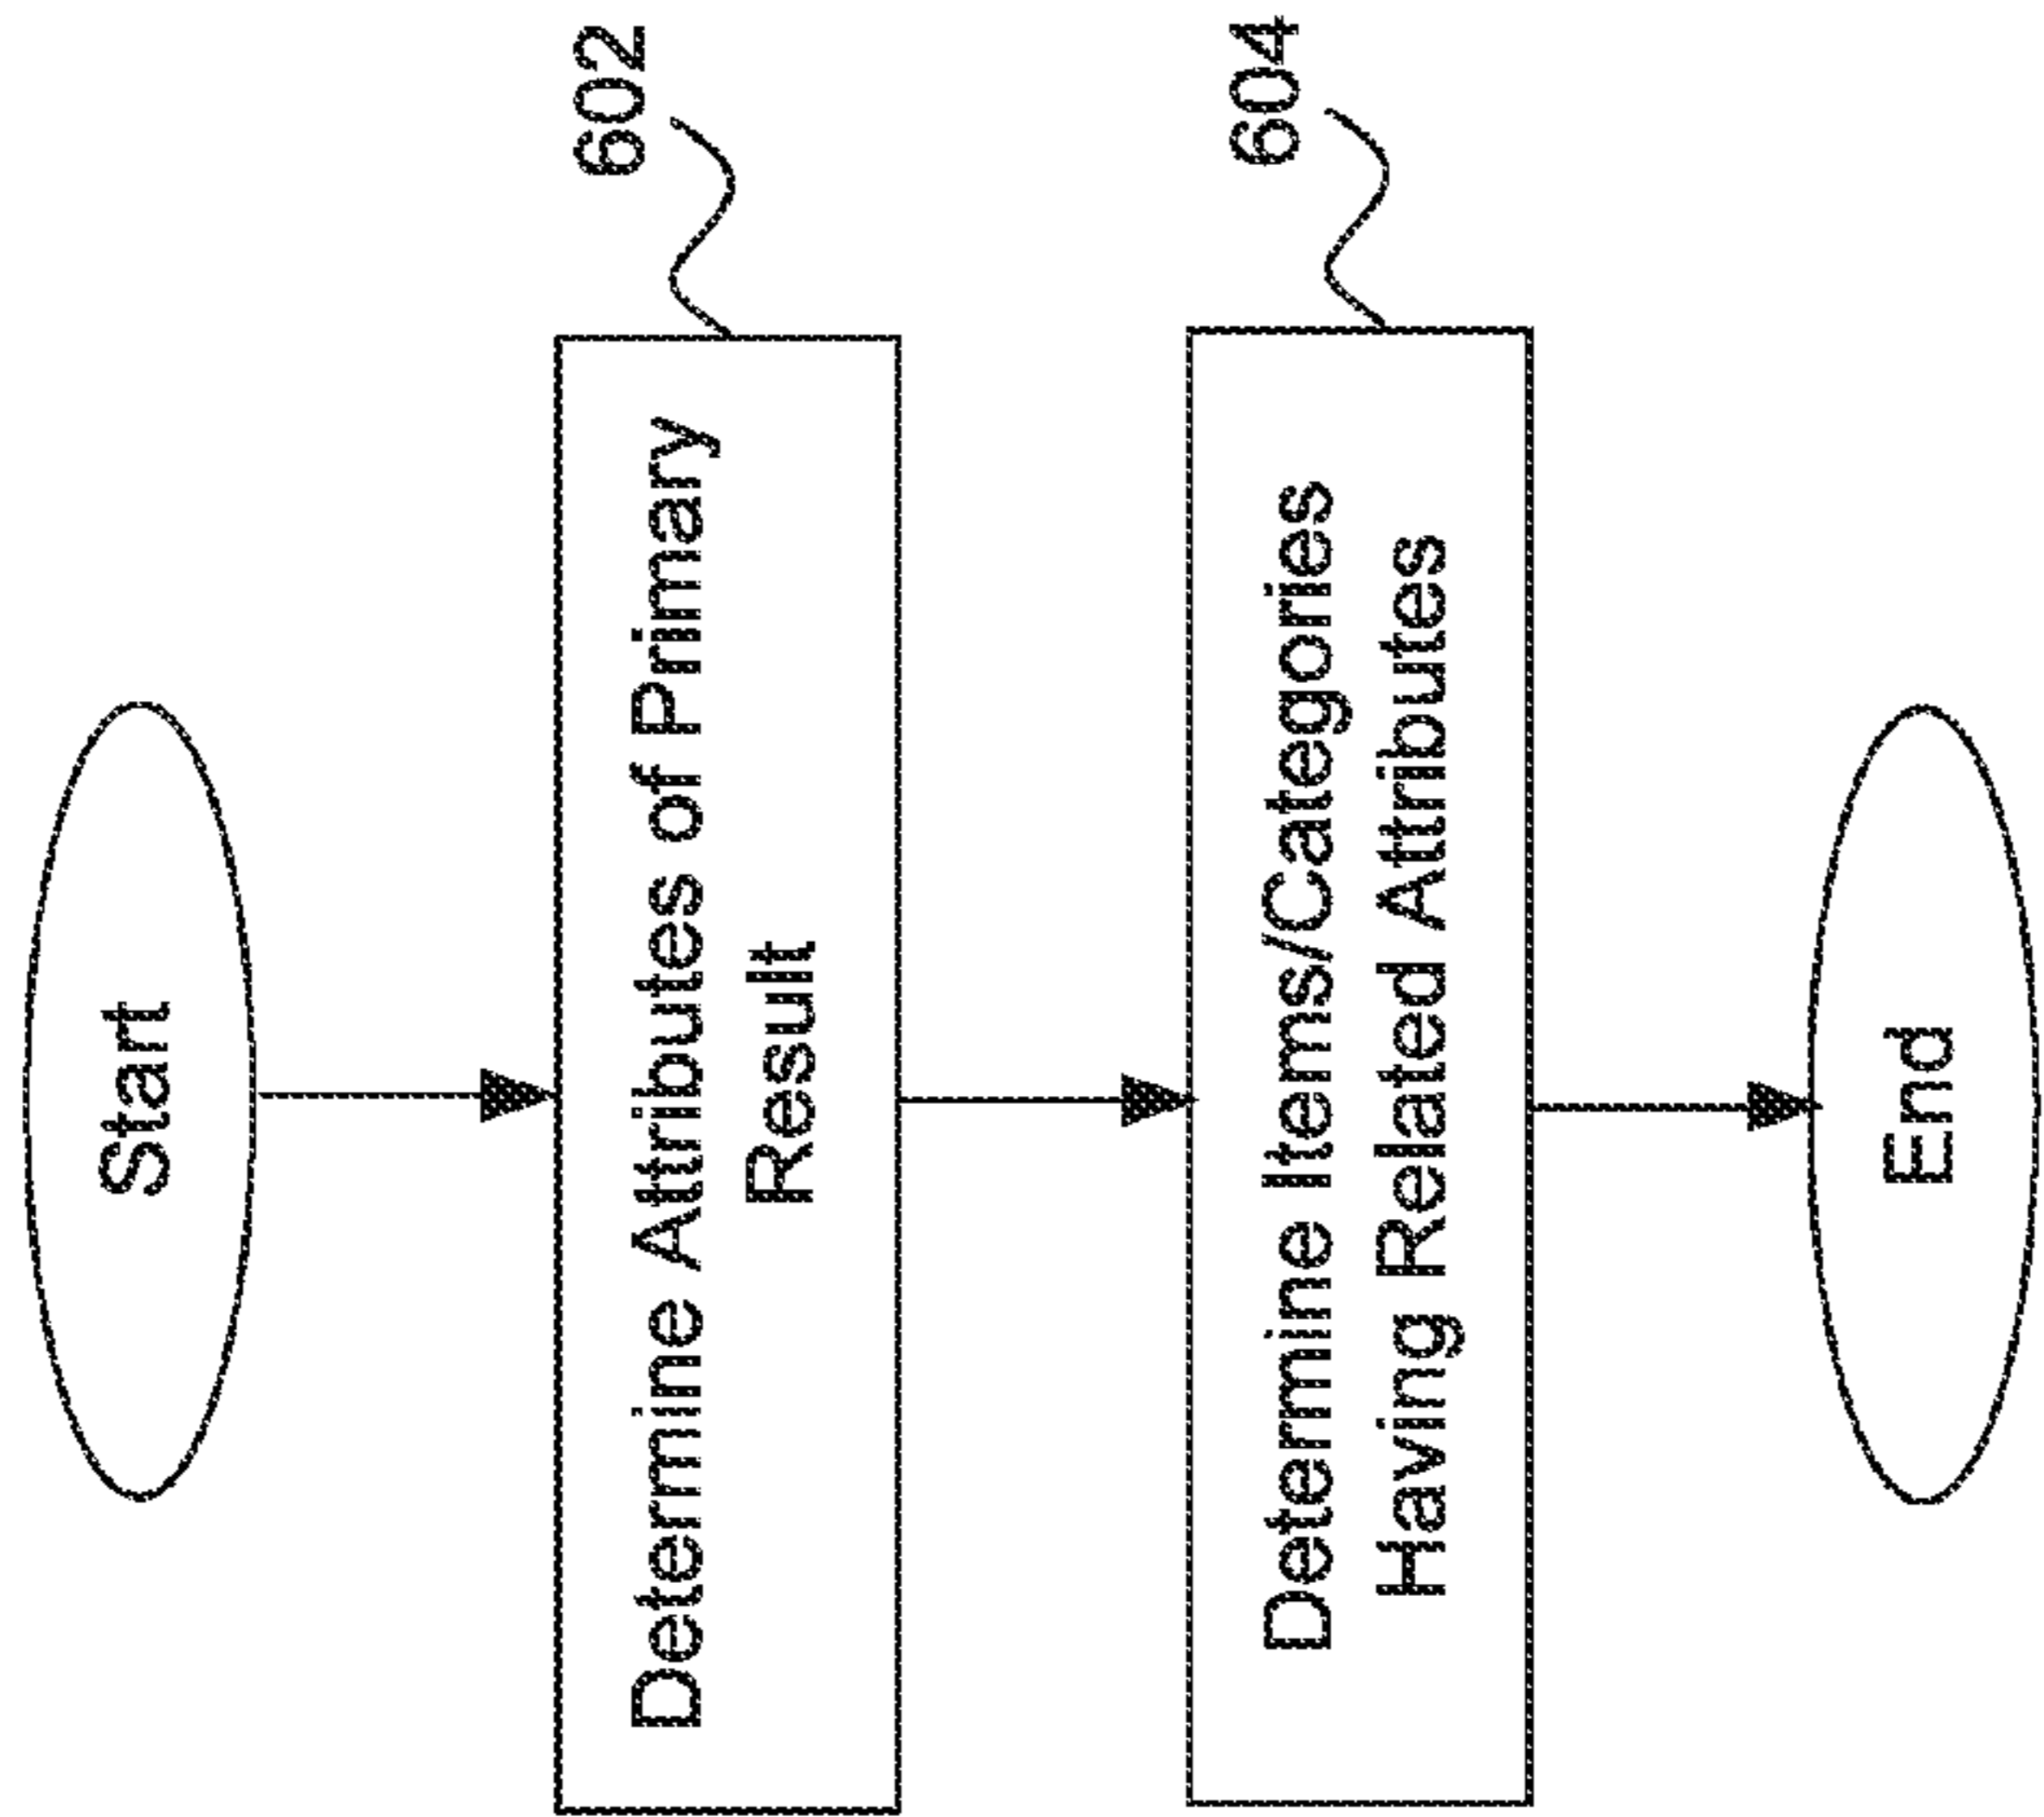 Start
602
Determine Attributes of Primary
Result
604
Determine Items/Categories
Having Related Attributes
End